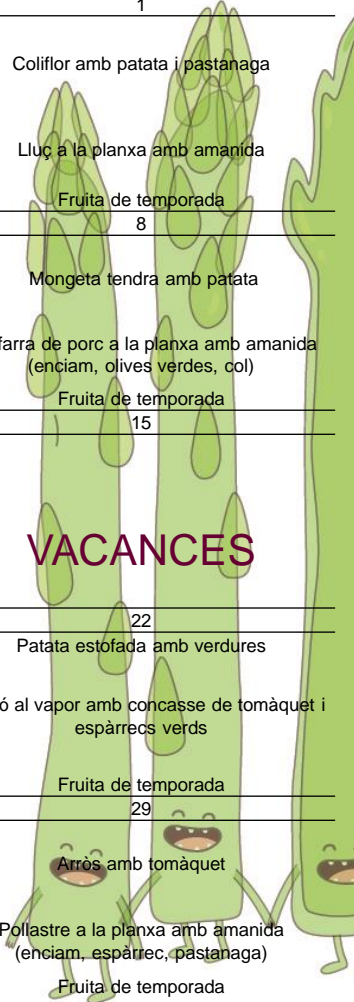 1
Coliflor amb patata i pastanaga
Lluç a la planxa amb amanida
Fruita de temporada
8
Mongeta tendra amb patata
de porc a la planxa amb amanida
(enciam, olives verdes, col)
Fruita de temporada
15
VACANCES
22
Patata estofada amb verdures
al vapor amb concasse de tomàquet i
espàrrecs verds
Fruita de temporada
29
Arròs amb tomàquet
Pollastre a la planxa amb amanida
(enciam, espàrrec, pastanaga)
Fruita de temporada